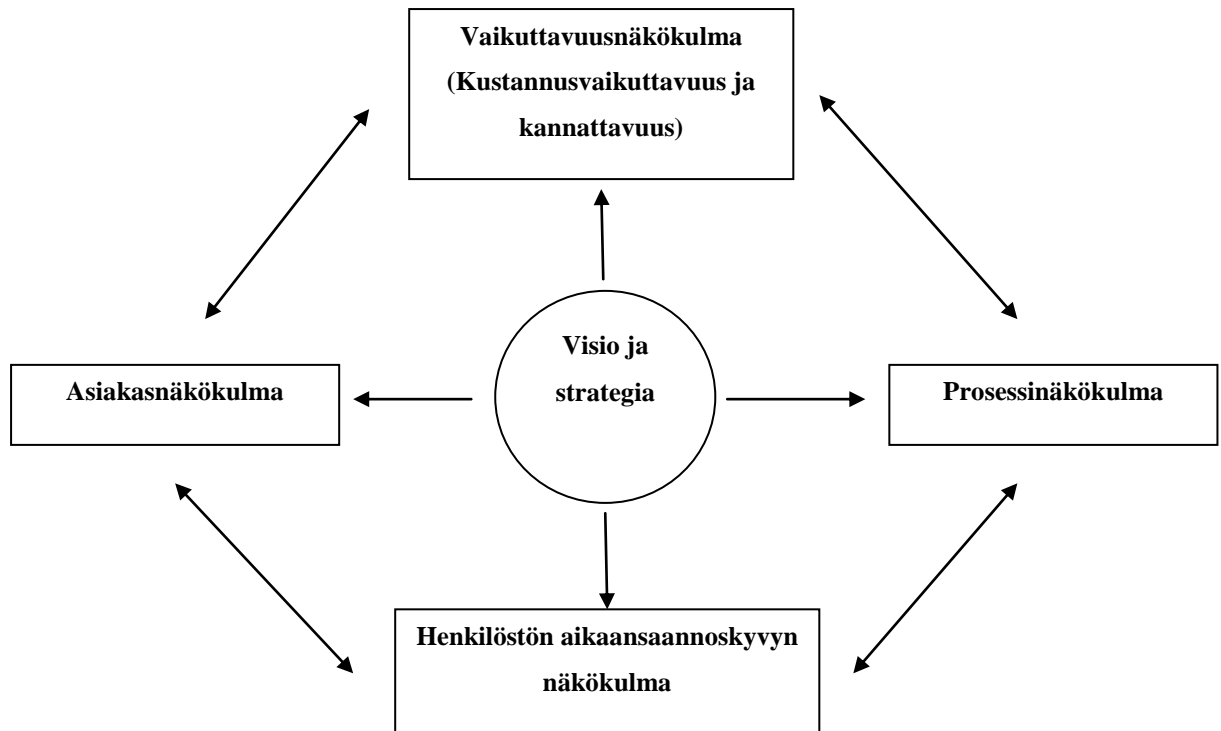 Vaikuttavuusnäkökulma
(Kustannusvaikuttavuus ja
kannattavuus)
Visio ja
strategia
Asiakasnäkökulma
Prosessinäkökulma
Henkilöstön aikaansaannoskyvyn
näkökulma